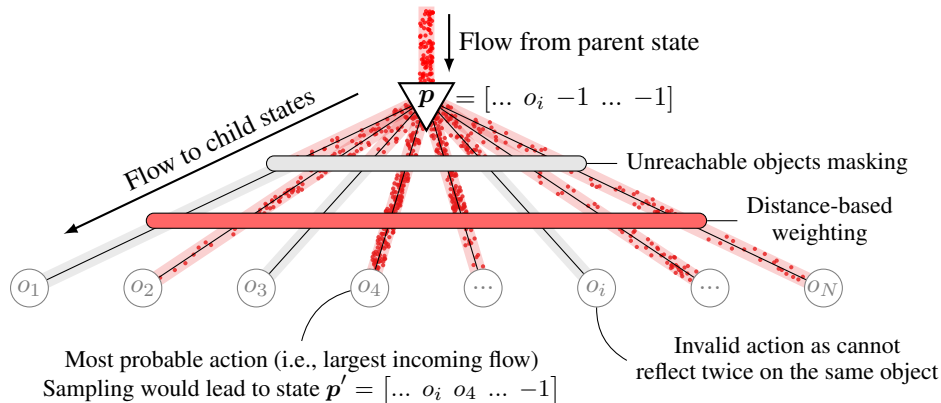 Flow from parent state
p = [... o_i −1 ... −1]
Flow to child states
Unreachable objects masking
Distance-based
weighting
o_1 o_2 o_3 o_4 ... o_i ... o_N
Most probable action (i.e., largest incoming flow)
Sampling would lead to state p′ = [... o_i o_4 ... −1]
Invalid action as cannot
reflect twice on the same object